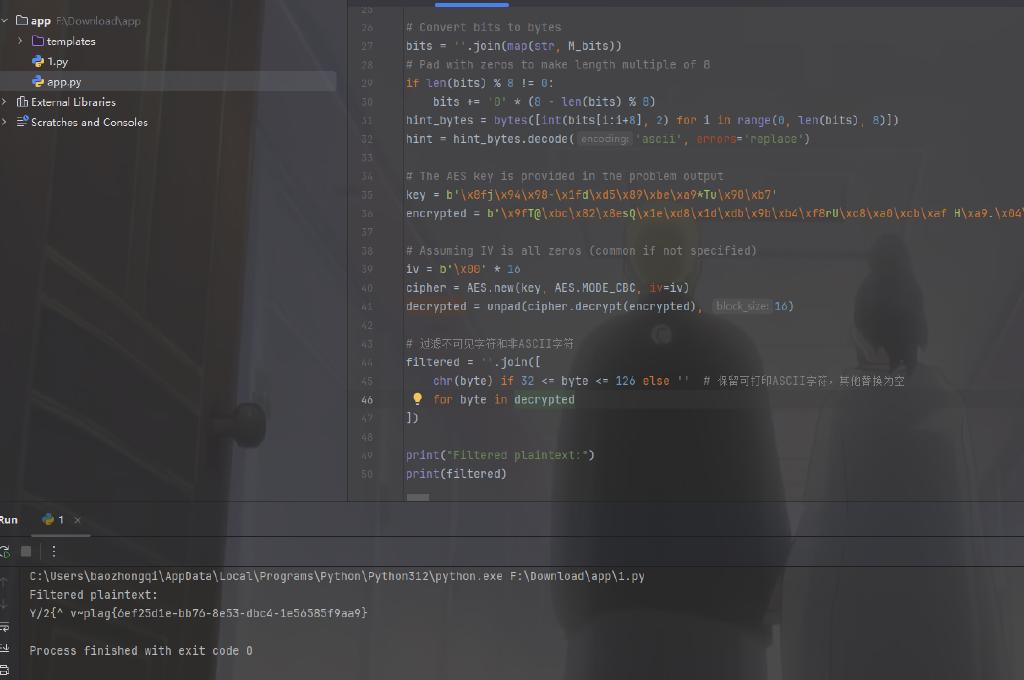 app F:\Download\app
templates
1.py
app.py
External Libraries
Scratches and Consoles
25
26 # Convert bits to bytes
27 bits = ''.join(map(str, M_bits))
28 # Pad with zeros to make length multiple of 8
29 if len(bits) % 8 != 0:
30 bits += '0' * (8 - len(bits) % 8)
31 hint_bytes = bytes([int(bits[i:i+8], 2) for i in range(0, len(bits), 8)])
32 hint = hint_bytes.decode( encoding: 'ascii', errors='replace')
33
34 # The AES key is provided in the problem output
35 key = b'\x8fj\x94\x98-\x1fd\xd5\x89\xbe\xa9*Tu\x90\xb7'
36 encrypted = b'\x9fT@\xbc\x82\x8esQ\x1e\xd8\x1d\xdb\x9b\xb4\xf8rU\xc8\xa0\xcb\xaf H\xa9.\x04\
37
38 # Assuming IV is all zeros (common if not specified)
39 iv = b'\x00' * 16
40 cipher = AES.new(key, AES.MODE_CBC, iv=iv)
41 decrypted = unpad(cipher.decrypt(encrypted), block_size: 16)
42
43 # 过滤不可见字符和非ASCII字符
44 filtered = ''.join([
45 chr(byte) if 32 <= byte <= 126 else '' # 保留可打印ASCII字符，其他替换为空
46 for byte in decrypted
47 ])
48
49 print("Filtered plaintext:")
50 print(filtered)
Run 1
C:\Users\baozhongqi\AppData\Local\Programs\Python\Python312\python.exe F:\Download\app\1.py
Filtered plaintext:
Y/2{^ v~plag{6ef25d1e-bb76-8e53-dbc4-1e56585f9aa9}
Process finished with exit code 0